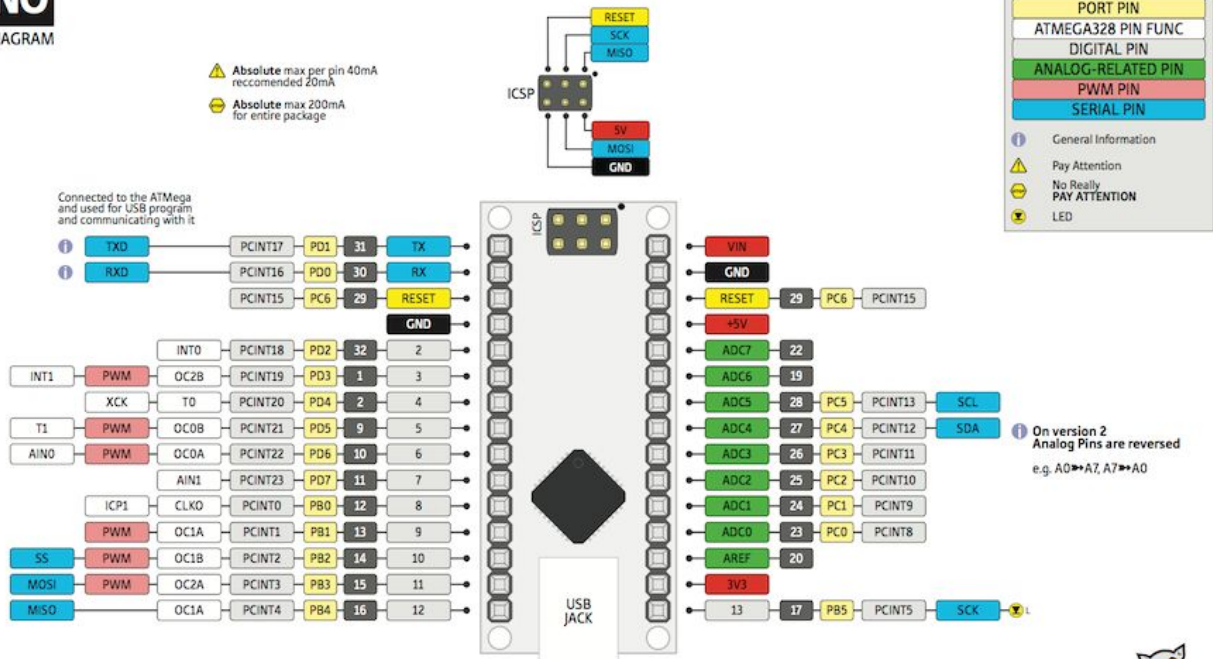 NO
AGRAM
Absolute max per pin 40mA
reccomended 20mA
Absolute max 200mA
for entire package
RESET
SCK
MISO
ICSP
5V
MOSI
GND
PORT PIN
ATMEGA328 PIN FUNC
DIGITAL PIN
ANALOG-RELATED PIN
PWM PIN
SERIAL PIN
General Information
Pay Attention
No Really
PAY ATTENTION
LED
Connected to the ATMega
and used for USB program
and communicating with it
TXD PCINT17 PD1 31 TX
RXD PCINT16 PD0 30 RX
PCINT15 PC6 29 RESET
GND
INT0 PCINT18 PD2 32 2
INT1 PWM OC2B PCINT19 PD3 1 3
XCK T0 PCINT20 PD4 2 4
T1 PWM OC0B PCINT21 PD5 9 5
AIN0 PWM OC0A PCINT22 PD6 10 6
AIN1 PCINT23 PD7 11 7
ICP1 CLKO PCINT0 PB0 12 8
PWM OC1A PCINT1 PB1 13 9
SS PWM OC1B PCINT2 PB2 14 10
MOSI PWM OC2A PCINT3 PB3 15 11
MISO OC1A PCINT4 PB4 16 12
ICSP
USB
JACK
VIN
GND
RESET 29 PC6 PCINT15
+5V
ADC7 22
ADC6 19
ADC5 28 PC5 PCINT13 SCL
ADC4 27 PC4 PCINT12 SDA
ADC3 26 PC3 PCINT11
ADC2 25 PC2 PCINT10
ADC1 24 PC1 PCINT9
ADC0 23 PC0 PCINT8
AREF 20
3V3
13 17 PB5 PCINT5 SCK L
On version 2
Analog Pins are reversed
e.g. A0➳A7, A7➳A0